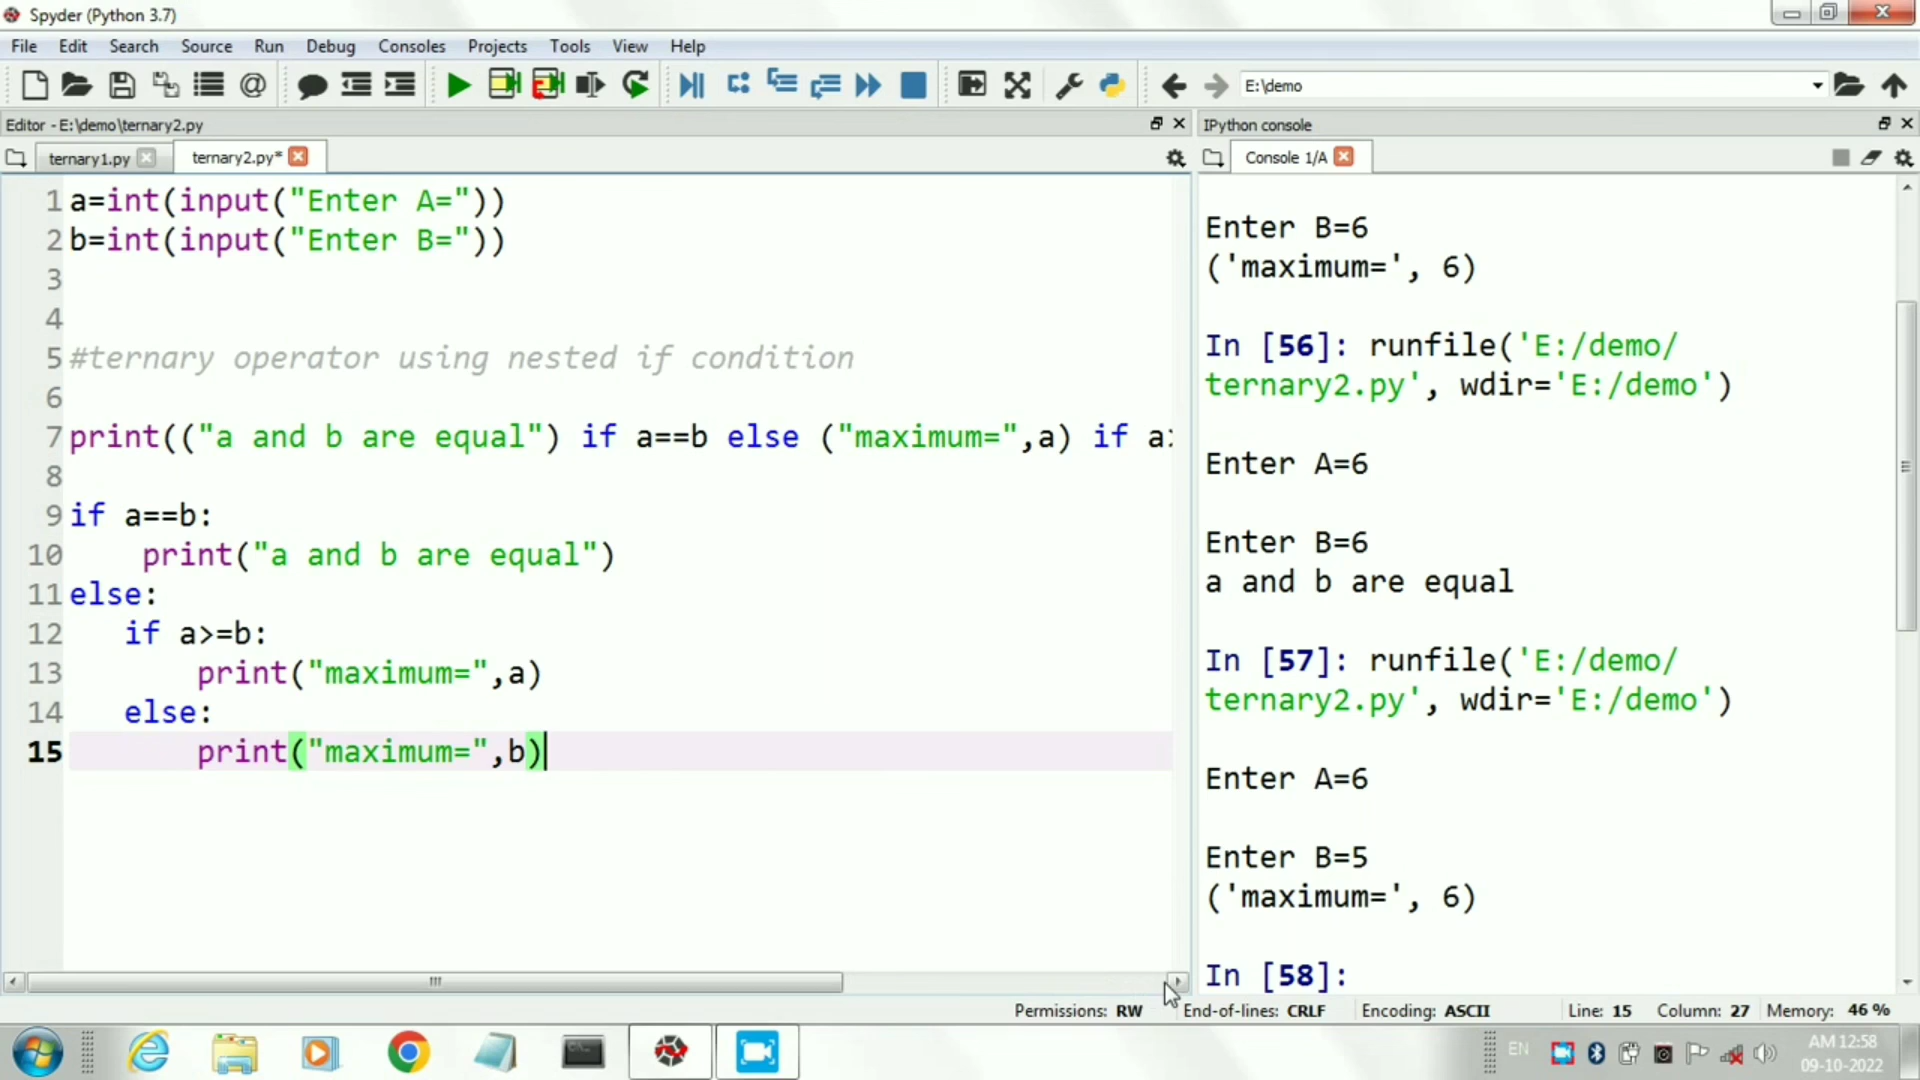 Spyder (Python 3.7)
File Edit Search Source Run Debug Consoles Projects Tools View Help
E:\demo
Editor - E:\demo\ternary2.py
IPython console
ternary1.py
ternary2.py*
Console 1/A
1 a=int(input("Enter A="))
2 b=int(input("Enter B="))
3
4
5 #ternary operator using nested if condition
6
7 print(("a and b are equal") if a==b else ("maximum=",a) if a>
8
9 if a==b:
10 print("a and b are equal")
11 else:
12 if a>=b:
13 print("maximum=",a)
14 else:
15 print("maximum=",b)
Enter B=6
('maximum=', 6)
In [56]: runfile('E:/demo/
ternary2.py', wdir='E:/demo')
Enter A=6
Enter B=6
a and b are equal
In [57]: runfile('E:/demo/
ternary2.py', wdir='E:/demo')
Enter A=6
Enter B=5
('maximum=', 6)
In [58]:
Permissions: RW End-of-lines: CRLF Encoding: ASCII Line: 15 Column: 27 Memory: 46 %
EN
AM 12:58
09-10-2022